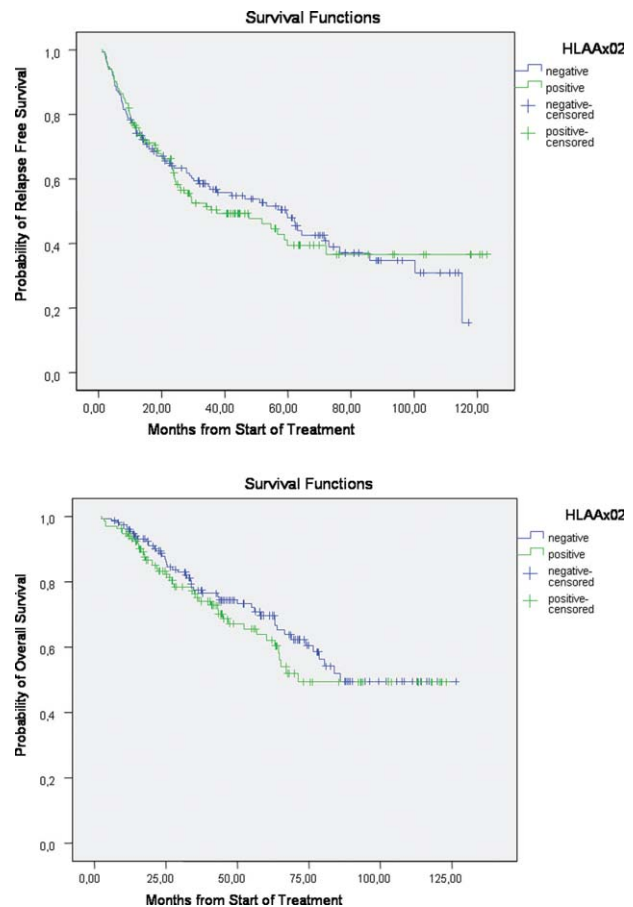 Survival Functions
HLAAx02
negative
positive
negative-
censored
positive-
censored
Probability of Relapse Free Survival
1,0
0,8
0,6
0,4
0,2
0,0
0,00 20,00 40,00 60,00 80,00 100,00 120,00
Months from Start of Treatment
Survival Functions
HLAAx02
negative
positive
negative-
censored
positive-
censored
Probability of Overall Survival
1,0
0,8
0,6
0,4
0,2
0,0
0,00 25,00 50,00 75,00 100,00 125,00
Months from Start of Treatment